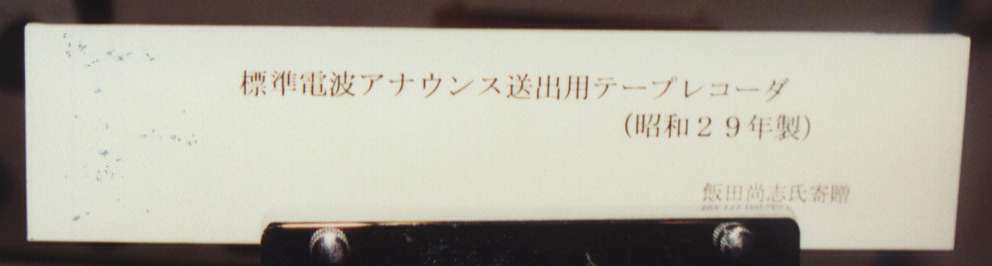 標準電波アナウンス送出用テープレコーダ
（昭和２９年製）
飯田尚志氏寄贈